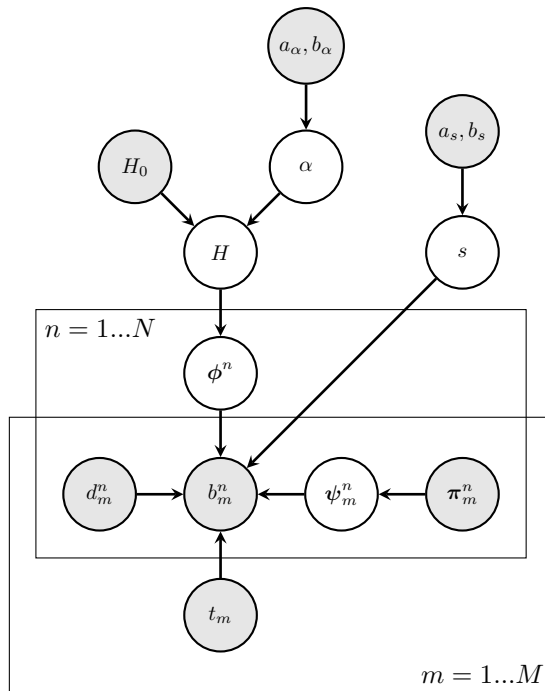 a_α, b_α
a_s, b_s
H_0
α
H
s
n = 1...N
ϕ^n
d_m^n
b_m^n
ψ_m^n
π_m^n
t_m
m = 1...M